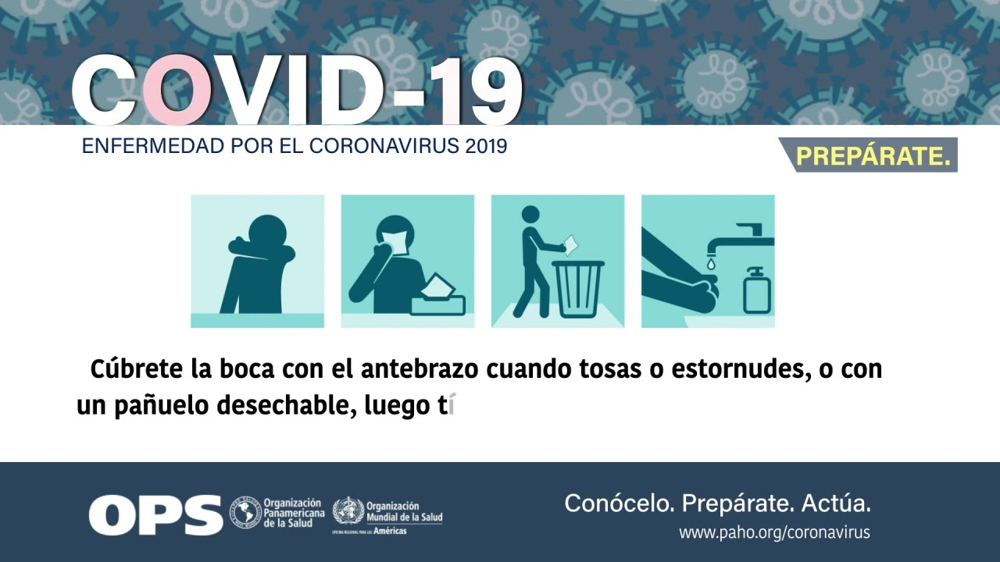 COVID-19
ENFERMEDAD POR EL CORONAVIRUS 2019
PREPÁRATE.
Cúbrete la boca con el antebrazo cuando tosas o estornudes, o con
un pañuelo desechable, luego tí
OPS
Organización
Panamericana
de la Salud
Organización
Mundial de la Salud
OFICINA REGIONAL PARA LAS Américas
Conócelo. Prepárate. Actúa.
www.paho.org/coronavirus